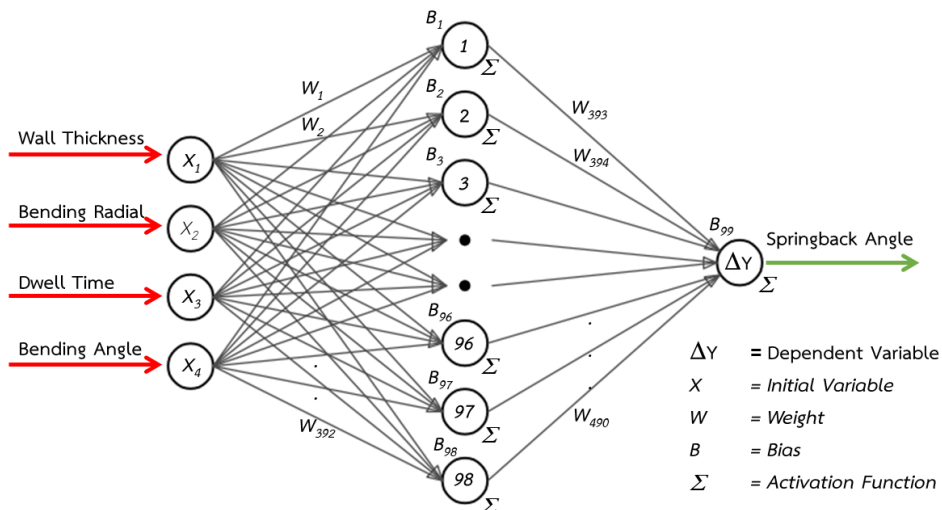 Wall Thickness
Bending Radial
Dwell Time
Bending Angle
X1
X2
X3
X4
W1
W2
W392
B1
1
Σ
B2
2
Σ
B3
3
Σ
B96
96
Σ
B97
97
Σ
B98
98
Σ
W393
W394
W490
B99
ΔY
Σ
Springback Angle
ΔY = Dependent Variable
X = Initial Variable
W = Weight
B = Bias
Σ = Activation Function